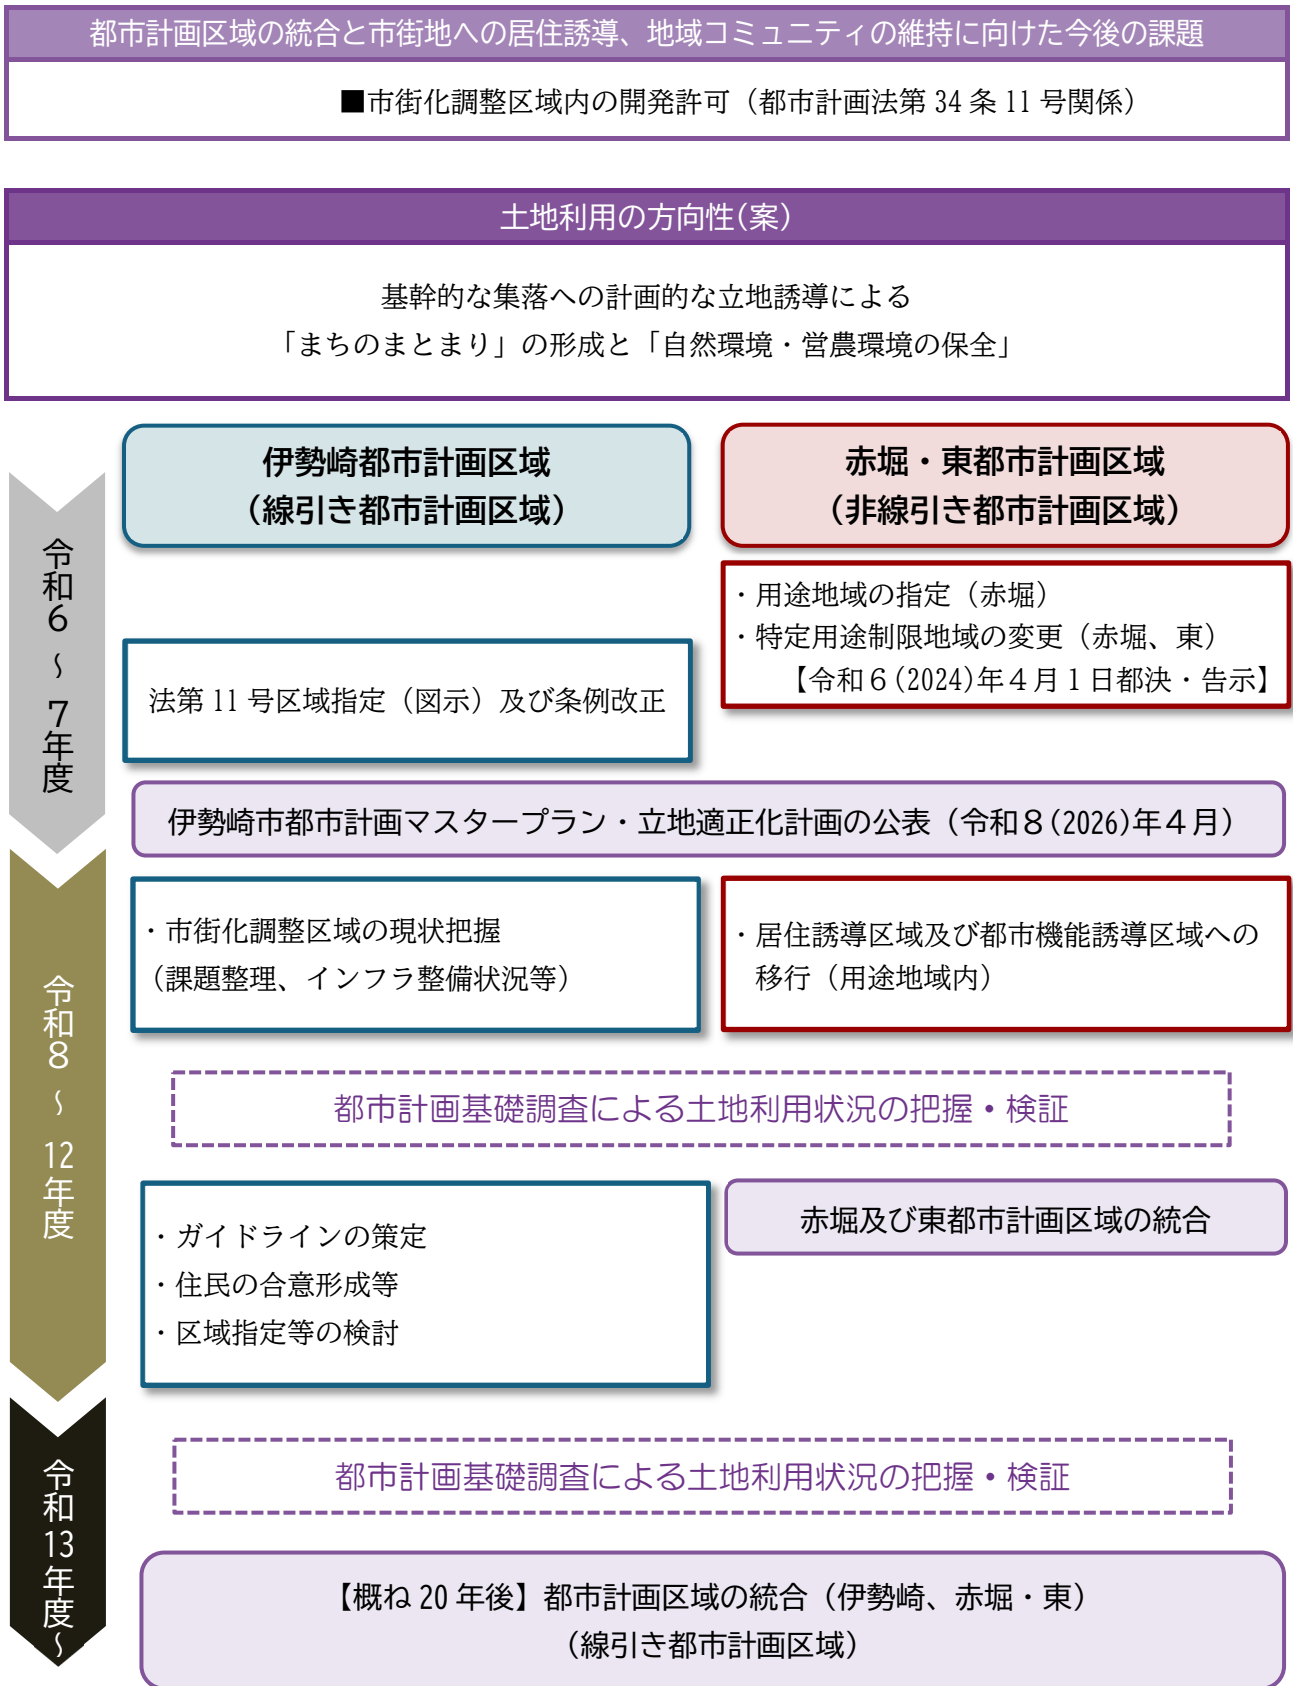 都市計画区域の統合と市街地への居住誘導、地域コミュニティの維持に向けた今後の課題
■市街化調整区域内の開発許可（都市計画法第 34 条 11 号関係）
土地利用の方向性(案)
基幹的な集落への計画的な立地誘導による
「まちのまとまり」の形成と「自然環境・営農環境の保全」
伊勢崎都市計画区域
（線引き都市計画区域）
赤堀・東都市計画区域
（非線引き都市計画区域）
令和６～７年度
・用途地域の指定（赤堀）
・特定用途制限地域の変更（赤堀、東）
【令和６(2024)年４月１日都決・告示】
法第 11 号区域指定（図示）及び条例改正
伊勢崎市都市計画マスタープラン・立地適正化計画の公表（令和８(2026)年４月）
令和８～12年度
・市街化調整区域の現状把握
（課題整理、インフラ整備状況等）
・居住誘導区域及び都市機能誘導区域への
移行（用途地域内）
都市計画基礎調査による土地利用状況の把握・検証
・ガイドラインの策定
・住民の合意形成等
・区域指定等の検討
赤堀及び東都市計画区域の統合
令和13年度～
都市計画基礎調査による土地利用状況の把握・検証
【概ね 20 年後】都市計画区域の統合（伊勢崎、赤堀・東）
（線引き都市計画区域）